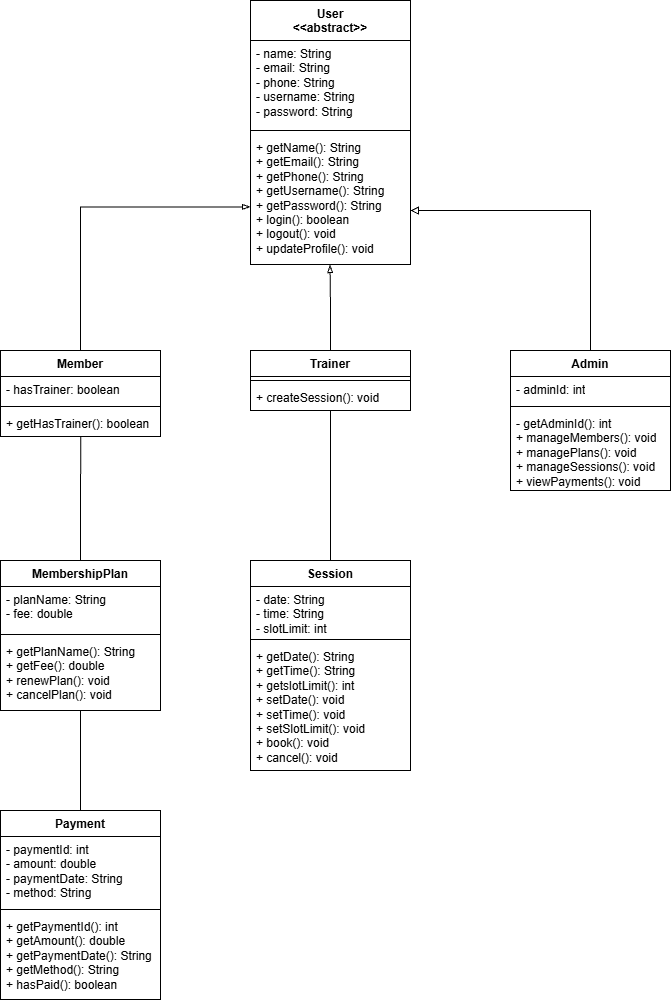 User
<<abstract>>
- name: String
- email: String
- phone: String
- username: String
- password: String
+ getName(): String
+ getEmail(): String
+ getPhone(): String
+ getUsername(): String
+ getPassword(): String
+ login(): boolean
+ logout(): void
+ updateProfile(): void
Member
- hasTrainer: boolean
+ getHasTrainer(): boolean
Trainer
+ createSession(): void
Admin
- adminId: int
- getAdminId(): int
+ manageMembers(): void
+ managePlans(): void
+ manageSessions(): void
+ viewPayments(): void
MembershipPlan
- planName: String
- fee: double
+ getPlanName(): String
+ getFee(): double
+ renewPlan(): void
+ cancelPlan(): void
Session
- date: String
- time: String
- slotLimit: int
+ getDate(): String
+ getTime(): String
+ getslotLimit(): int
+ setDate(): void
+ setTime(): void
+ setSlotLimit(): void
+ book(): void
+ cancel(): void
Payment
- paymentId: int
- amount: double
- paymentDate: String
- method: String
+ getPaymentId(): int
+ getAmount(): double
+ getPaymentDate(): String
+ getMethod(): String
+ hasPaid(): boolean